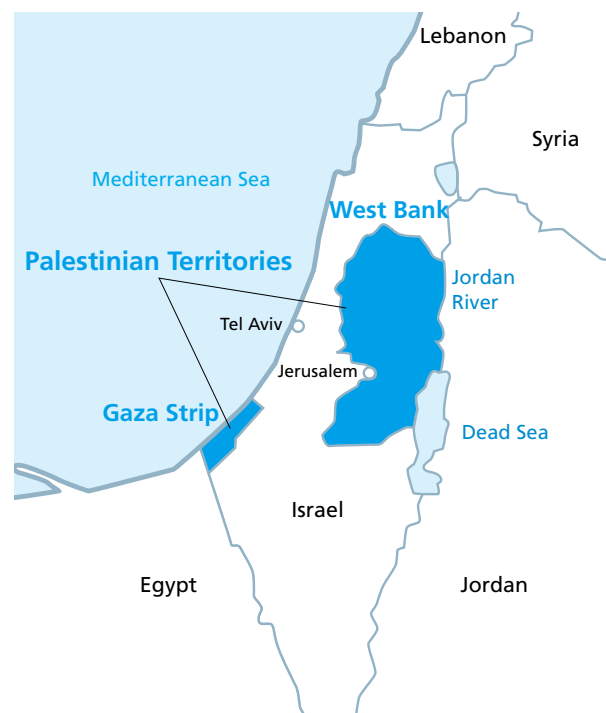 Lebanon
Syria
Mediterranean Sea
West Bank
Palestinian Territories
Jordan
River
Tel Aviv
Jerusalem
Gaza Strip
Dead Sea
Israel
Egypt
Jordan